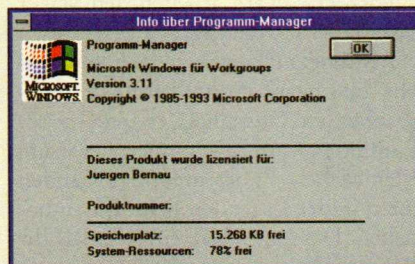 Info über Programm-Manager
Programm-Manager
OK
Microsoft Windows für Workgroups
Version 3.11
Copyright © 1985-1993 Microsoft Corporation
MICROSOFT.
WINDOWS.
Dieses Produkt wurde lizensiert für:
Juergen Bernau
Produktnummer:
Speicherplatz: 15.268 KB frei
System-Ressourcen: 78% frei